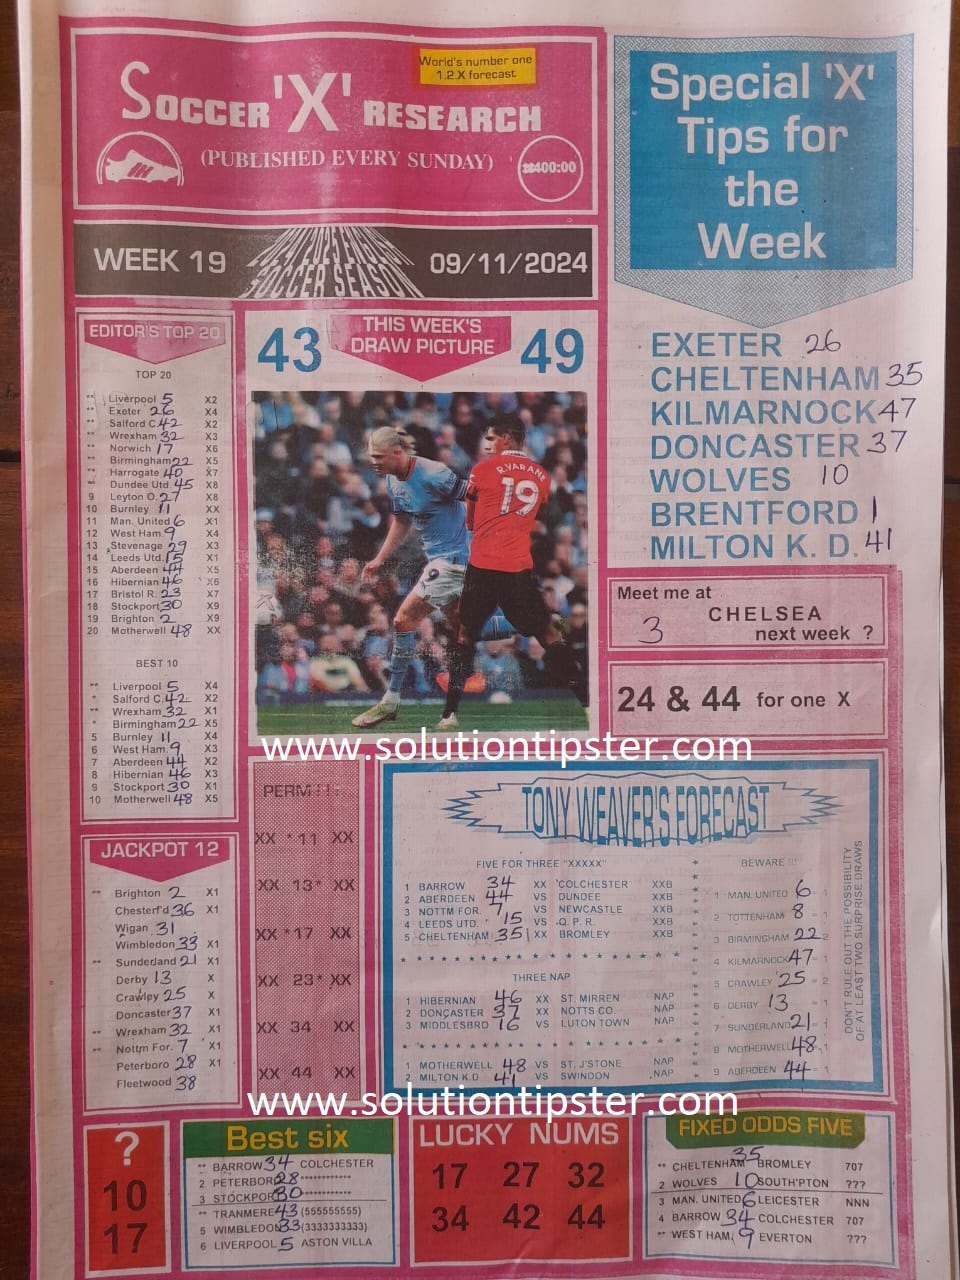 World's number one
1.2.X forecast
SOCCER 'X' RESEARCH
(PUBLISHED EVERY SUNDAY)
₦400:00
WEEK 19
2024/2025 ENGLISH
SOCCER SEASON
09/11/2024
Special 'X'
Tips for
the
Week
EXETER 26
CHELTENHAM 35
KILMARNOCK 47
DONCASTER 37
WOLVES 10
BRENTFORD 1
MILTON K. D. 41
Meet me at
CHELSEA
3 next week ?
24 & 44 for one X
EDITOR'S TOP 20
TOP 20
** Liverpool 5 X2
** Exeter 26 X4
** Salford C. 42 X2
** Wrexham 32 X3
** Norwich 17 X6
** Birmingham 22 X5
** Harrogate 40 X7
** Dundee Utd. 45 X8
9 Leyton O. 27 X8
10 Burnley 11 XX
11 Man. United 6 X1
12 West Ham. 9 X4
13 Stevenage 29 X3
14 Leeds Utd. 15 X1
15 Aberdeen 44 X5
16 Hibernian 46 X6
17 Bristol R. 23 X7
18 Stockport 30 X9
19 Brighton 2 X9
20 Motherwell 48 XX
BEST 10
** Liverpool 5 X4
* Salford C. 42 X2
** Wrexham 32 X1
* Birmingham 22 X5
5 Burnley 11 X4
6 West Ham. 9 X3
7 Aberdeen 44 X2
8 Hibernian 46 X3
9 Stockport 30 X1
10 Motherwell 48 X5
43 THIS WEEK'S
DRAW PICTURE 49
R.VARANE
19
9
www.solutiontipster.com
JACKPOT 12
** Brighton 2 X1
Chesterf'd 36 X1
Wigan 31
Wimbledon 33 X1
** Sunderland 21 X1
Derby 13 X
Crawley 25 X
Doncaster 37 X1
** Wrexham 32 X1
** Nottm For. 7 X1
Peterboro 28 X1
Fleetwood 38
PERM ! ! :
XX * 11 XX
XX 13 * XX
XX * 17 XX
XX 23 * XX
XX 34 XX
XX 44 XX
TONY WEAVER'S FORECAST
FIVE FOR THREE "XXXXX"
1 BARROW 34 XX 'COLCHESTER XXB
2 ABERDEEN 44 VS DUNDEE XXB
3 NOTTM FOR. 7 VS NEWCASTLE XXB
4 LEEDS UTD. ' 15 VS .Q. P. R. XXB
5 CHELTENHAM 35 XX BROMLEY XXB
THREE NAP
1 HIBERNIAN 46 XX ST. MIRREN NAP
2 DONCASTER 37 XX NOTTS CO. NAP
3 MIDDLESBRO 16 VS LUTON TOWN NAP
1 MOTHERWELL 48 VS ST. J'STONE NAP
2 MILTON K.D 41 VS SWINDON .NAP
BEWARE !!!
1 MAN. UNITED 6 = 1
2 TOTTENHAM 8 = 1
3 BIRMINGHAM 22 2
4 KILMARNOCK 47 = 1
5 CRAWLEY 25 = 2
6 DERBY 13 = 1
7 SUNDERLAND 21 = 1
8 MOTHERWELL 48 1
9 ABERDEEN 44 = 1
DON'T RULE OUT THE POSSIBILITY
OF AT LEAST TWO SURPRISE DRAWS
www.solutiontipster.com
?
10
17
Best six
** BARROW 34 COLCHESTER
2 PETERBORO 28 ************
3 STOCKPORT 30 ************
** TRANMERE 43 (555555555)
5 WIMBLEDON 33 (3333333333)
6 LIVERPOOL 5 ASTON VILLA
LUCKY NUMS
17 27 32
34 42 44
FIXED ODDS FIVE
** CHELTENHAM 35 BROMLEY 707
2 WOLVES 10 SOUTH'PTON ???
3 MAN. UNITED 6 LEICESTER NNN
4 BARROW 34 COLCHESTER 707
** WEST HAM. 9 EVERTON ???